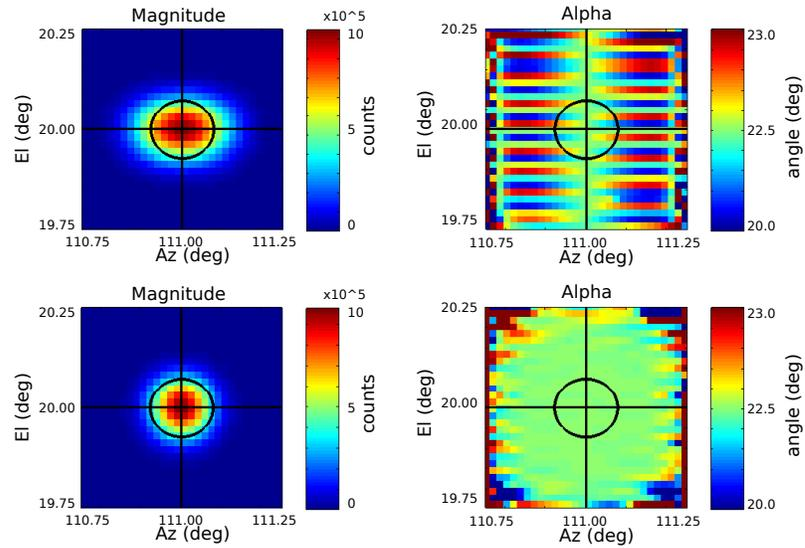 Magnitude
x10^5
20.25
20.00
19.75
El (deg)
110.75
111.00
111.25
Az (deg)
10
5
0
counts
Alpha
20.25
20.00
19.75
El (deg)
110.75
111.00
111.25
Az (deg)
23.0
22.5
20.0
angle (deg)
Magnitude
x10^5
20.25
20.00
19.75
El (deg)
110.75
111.00
111.25
Az (deg)
10
5
0
counts
Alpha
20.25
20.00
19.75
El (deg)
110.75
111.00
111.25
Az (deg)
23.0
22.5
20.0
angle (deg)